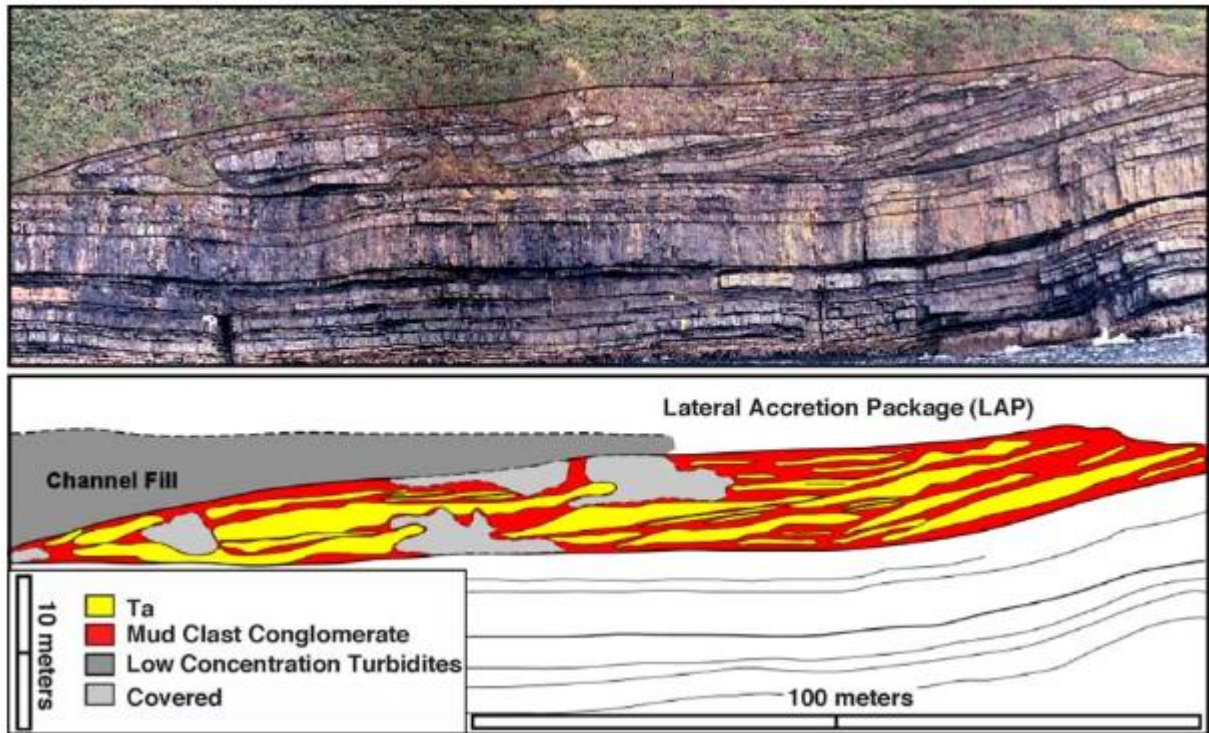 Lateral Accretion Package (LAP)
Channel Fill
10 meters
Ta
Mud Clast Conglomerate
Low Concentration Turbidites
Covered
100 meters